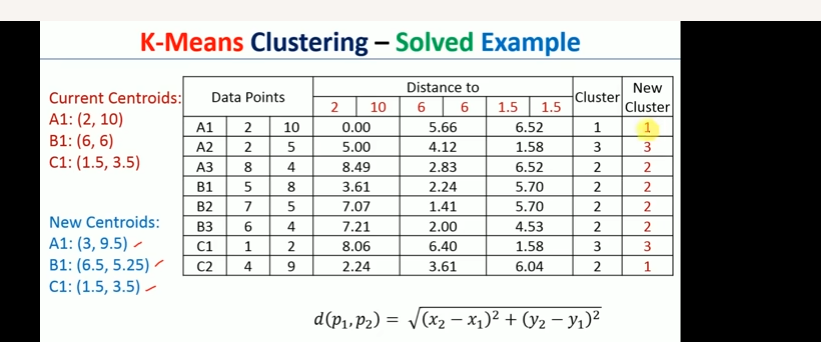 K-Means Clustering – Solved Example
Current Centroids:
A1: (2, 10)
B1: (6, 6)
C1: (1.5, 3.5)
New Centroids:
A1: (3, 9.5)
B1: (6.5, 5.25)
C1: (1.5, 3.5)
Data Points Distance to Cluster New Cluster
2 10 6 6 1.5 1.5
A1 2 10 0.00 5.66 6.52 1 1
A2 2 5 5.00 4.12 1.58 3 3
A3 8 4 8.49 2.83 6.52 2 2
B1 5 8 3.61 2.24 5.70 2 2
B2 7 5 7.07 1.41 5.70 2 2
B3 6 4 7.21 2.00 4.53 2 2
C1 1 2 8.06 6.40 1.58 3 3
C2 4 9 2.24 3.61 6.04 2 1
d(p₁, p₂) = √(x₂ − x₁)² + (y₂ − y₁)²